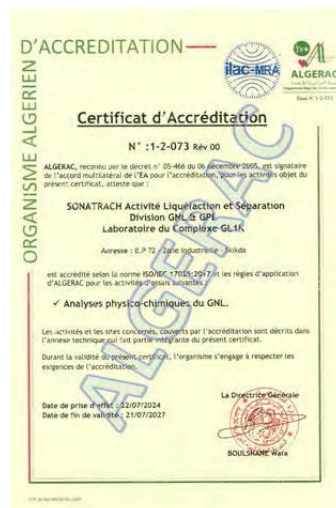 D'ACCREDITATION
ORGANISME ALGERIEN
ilac-MRA
ALGERAC
Certificat d'Accréditation
N° :1-2-073 Rév 00
ALGERAC, reconnu par le décret n° 05-466 du 06 décembre 2005, est signataire
de l'accord multilatéral de l'EA pour l'accréditation, pour les activités objet du
présent certificat, atteste que :
SONATRACH Activité Liquéfaction et Séparation
Division GNL & GPL
Laboratoire du Complexe GL1K
Adresse : B.P 72 - Zone Industrielle - Skikda
est accrédité selon la norme ISO/IEC 17025:2017 et les règles d'application
d'ALGERAC pour les activités d'essais suivantes :
✓ Analyses physico-chimiques du GNL.
Les activités et les sites concernés, couverts par l'accréditation sont décrits dans
l'annexe technique qui fait partie intégrante du présent certificat.
Durant la validité du présent certificat, l'organisme s'engage à respecter les
exigences de l'accréditation.
La Directrice Générale
Date de prise d'effet : 22/07/2024
Date de fin de validité : 21/07/2027
BOULSNANE Wafa
ALGERAC